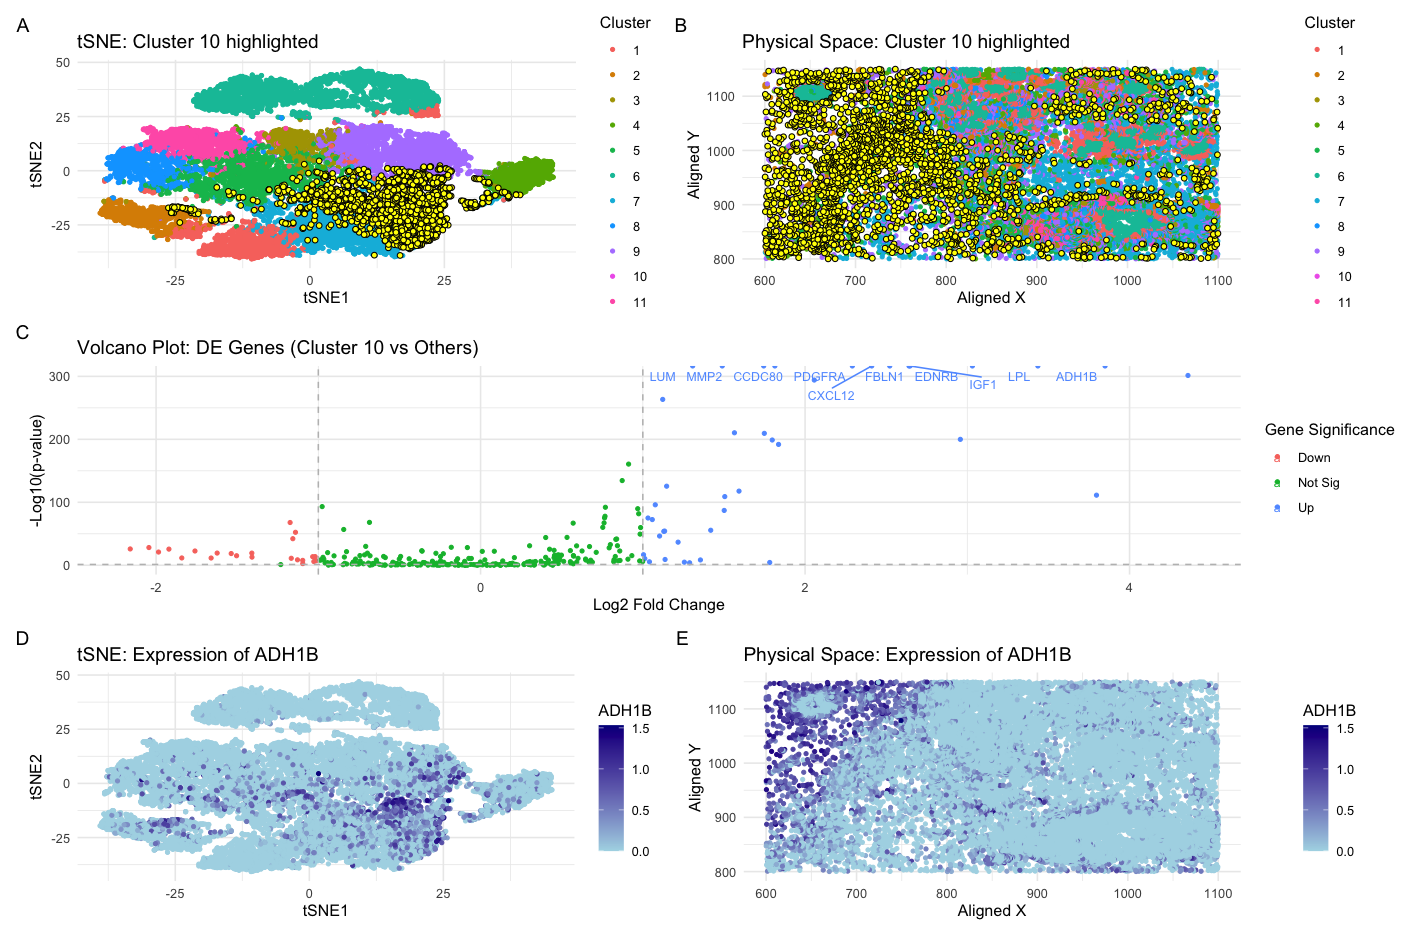 A
tSNE: Cluster 10 highlighted
50
25
0
-25
tSNE2
-25
0
25
tSNE1
Cluster
1
2
3
4
5
6
7
8
9
10
11
B
Physical Space: Cluster 10 highlighted
1100
1000
900
800
Aligned Y
600
700
800
900
1000
1100
Aligned X
Cluster
1
2
3
4
5
6
7
8
9
10
11
C
Volcano Plot: DE Genes (Cluster 10 vs Others)
300
200
100
0
-Log10(p-value)
LUM MMP2 CCDC80 PDGFRA FBLN1 EDNRB IGF1 LPL ADH1B
CXCL12
-2
0
2
4
Log2 Fold Change
Gene Significance
Down
Not Sig
Up
D
tSNE: Expression of ADH1B
50
25
0
-25
tSNE2
-25
0
25
tSNE1
ADH1B
1.5
1.0
0.5
0.0
E
Physical Space: Expression of ADH1B
1100
1000
900
800
Aligned Y
600
700
800
900
1000
1100
Aligned X
ADH1B
1.5
1.0
0.5
0.0